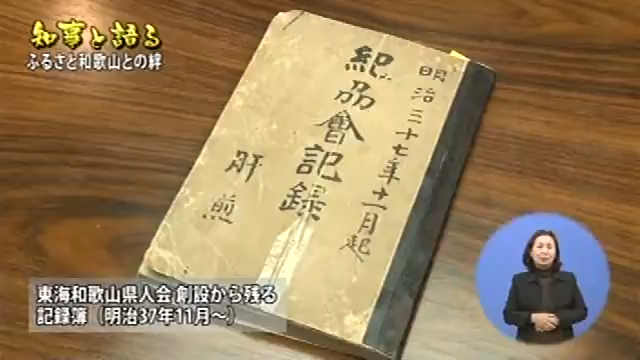 知事と語る
ふるさと和歌山との絆
明治三十七年十一月起
紀刕會記録
肝煎
東海和歌山県人会 創設から残る
記録簿（明治37年11月～）